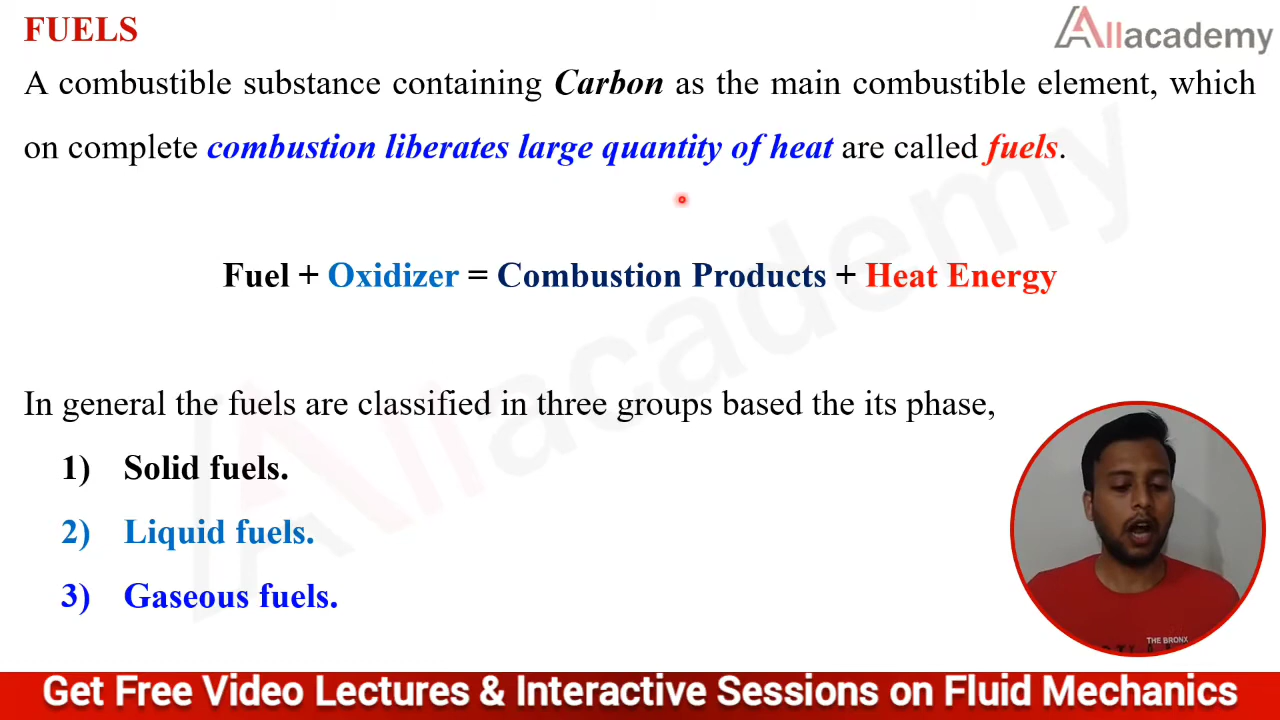 FUELS
Allacademy
A combustible substance containing Carbon as the main combustible element, which
on complete combustion liberates large quantity of heat are called fuels.
Fuel + Oxidizer = Combustion Products + Heat Energy
Allacademy
In general the fuels are classified in three groups based the its phase,
1) Solid fuels.
2) Liquid fuels.
3) Gaseous fuels.
THE BRONX
Get Free Video Lectures & Interactive Sessions on Fluid Mechanics